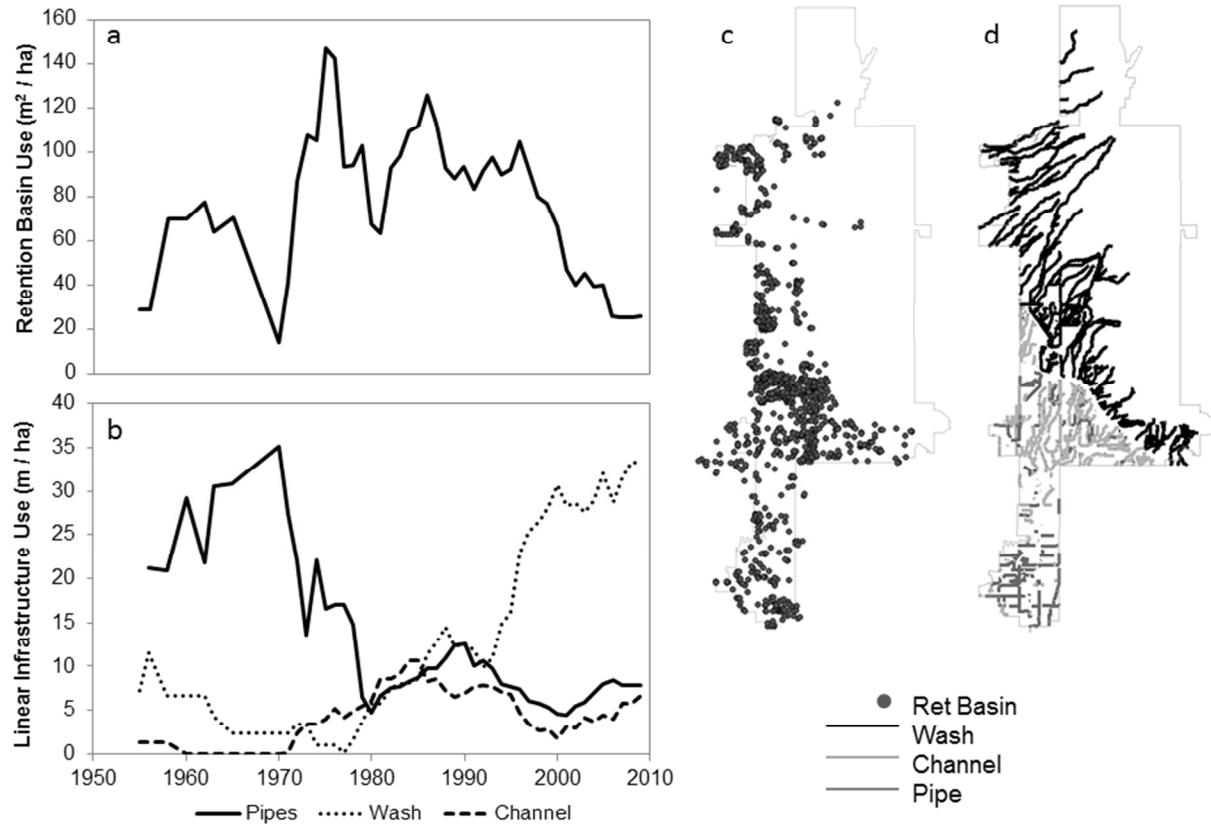 a
Retention Basin Use (m² / ha)
160
140
120
100
80
60
40
20
0
b
Linear Infrastructure Use (m / ha)
40
35
30
25
20
15
10
5
0
1950 1960 1970 1980 1990 2000 2010
Pipes Wash Channel
c
d
Ret Basin
Wash
Channel
Pipe